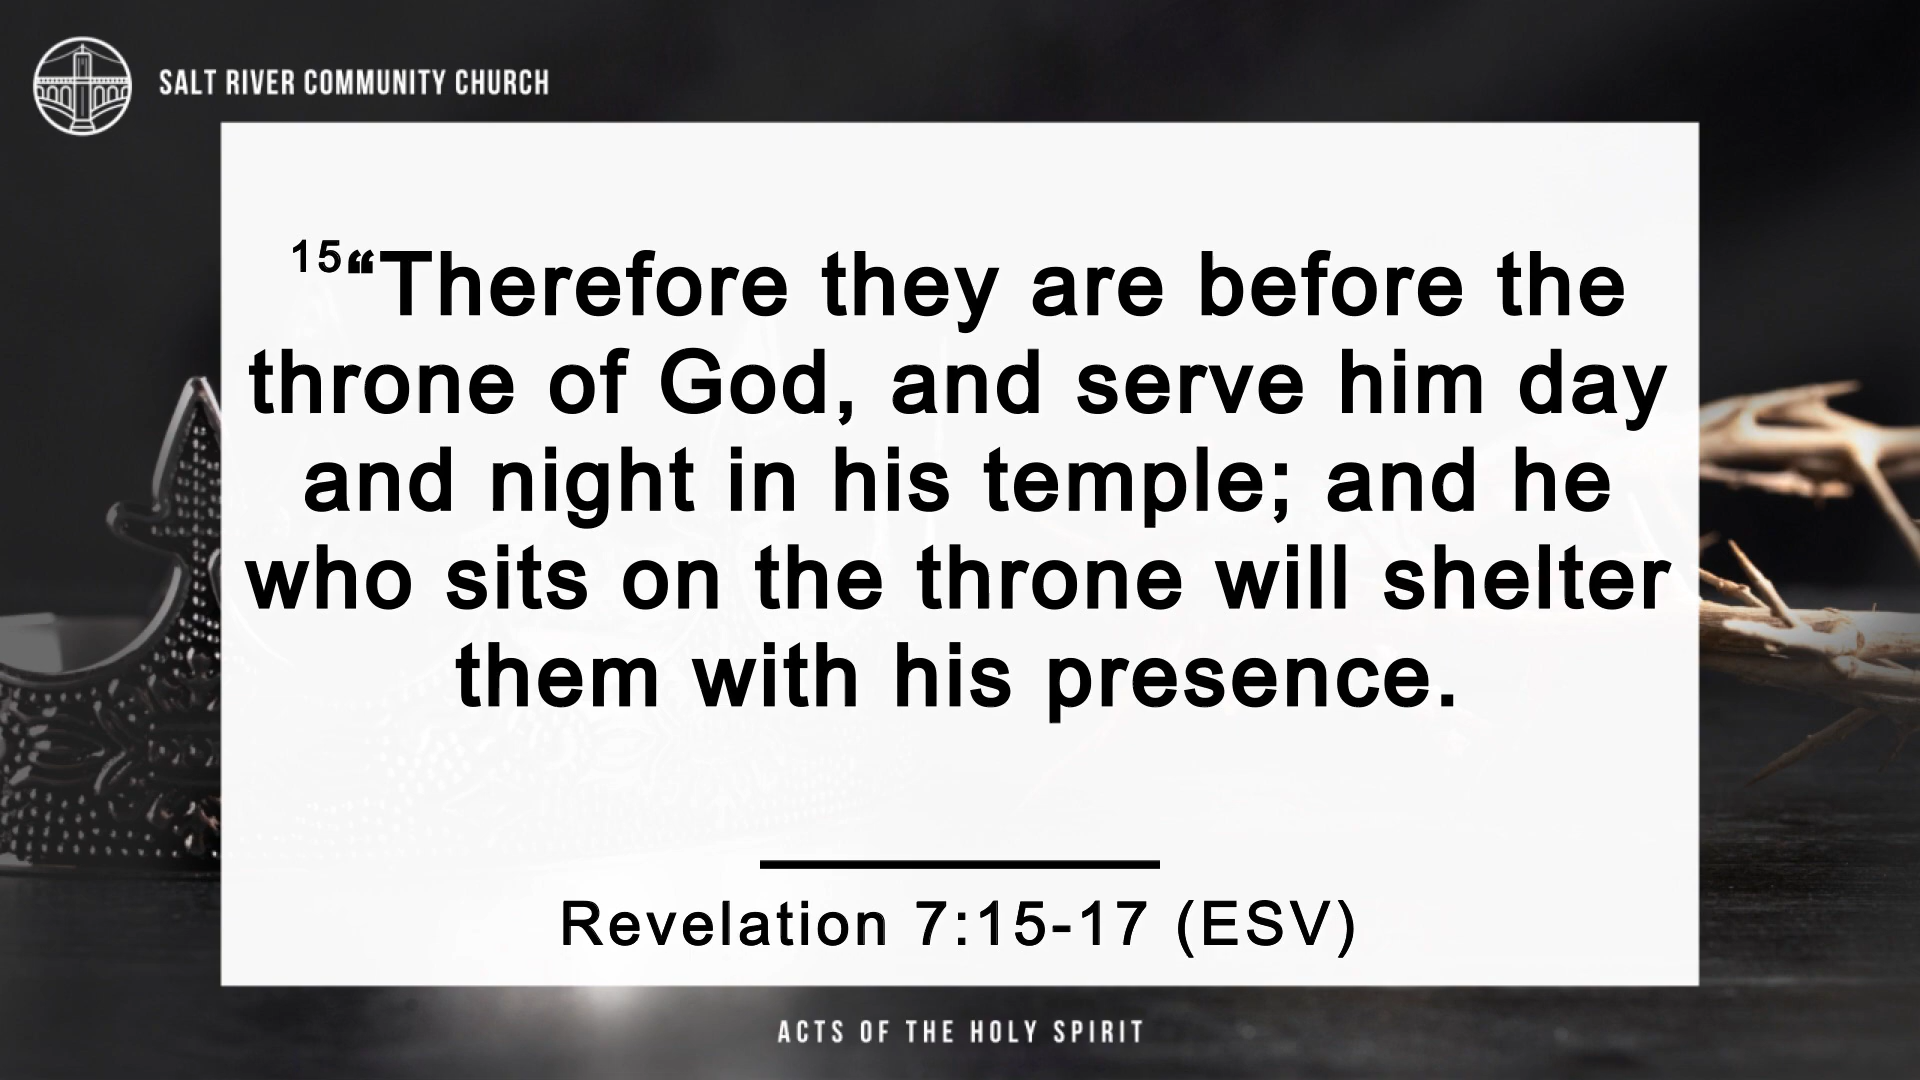 SALT RIVER COMMUNITY CHURCH
15“Therefore they are before the
throne of God, and serve him day
and night in his temple; and he
who sits on the throne will shelter
them with his presence.
Revelation 7:15-17 (ESV)
ACTS OF THE HOLY SPIRIT